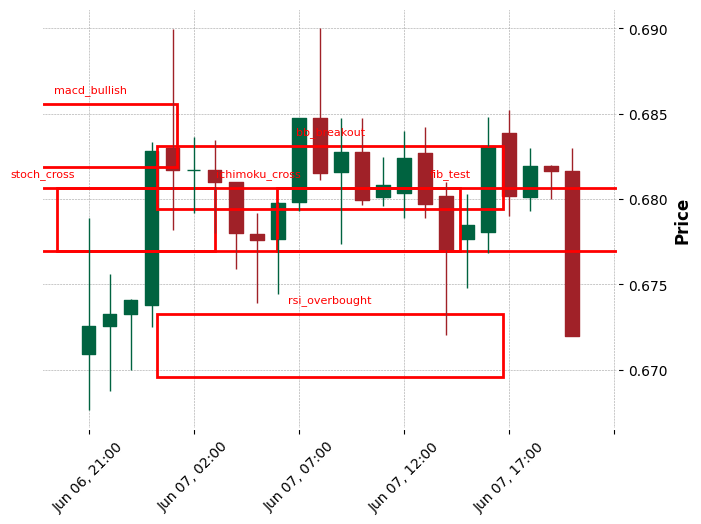 0.690
macd_bullish
0.685
bb_breakout
stoch_cross
ichimoku_cross
fib_test
0.680
Price
0.675
rsi_overbought
0.670
Jun 06, 21:00
Jun 07, 02:00
Jun 07, 07:00
Jun 07, 12:00
Jun 07, 17:00